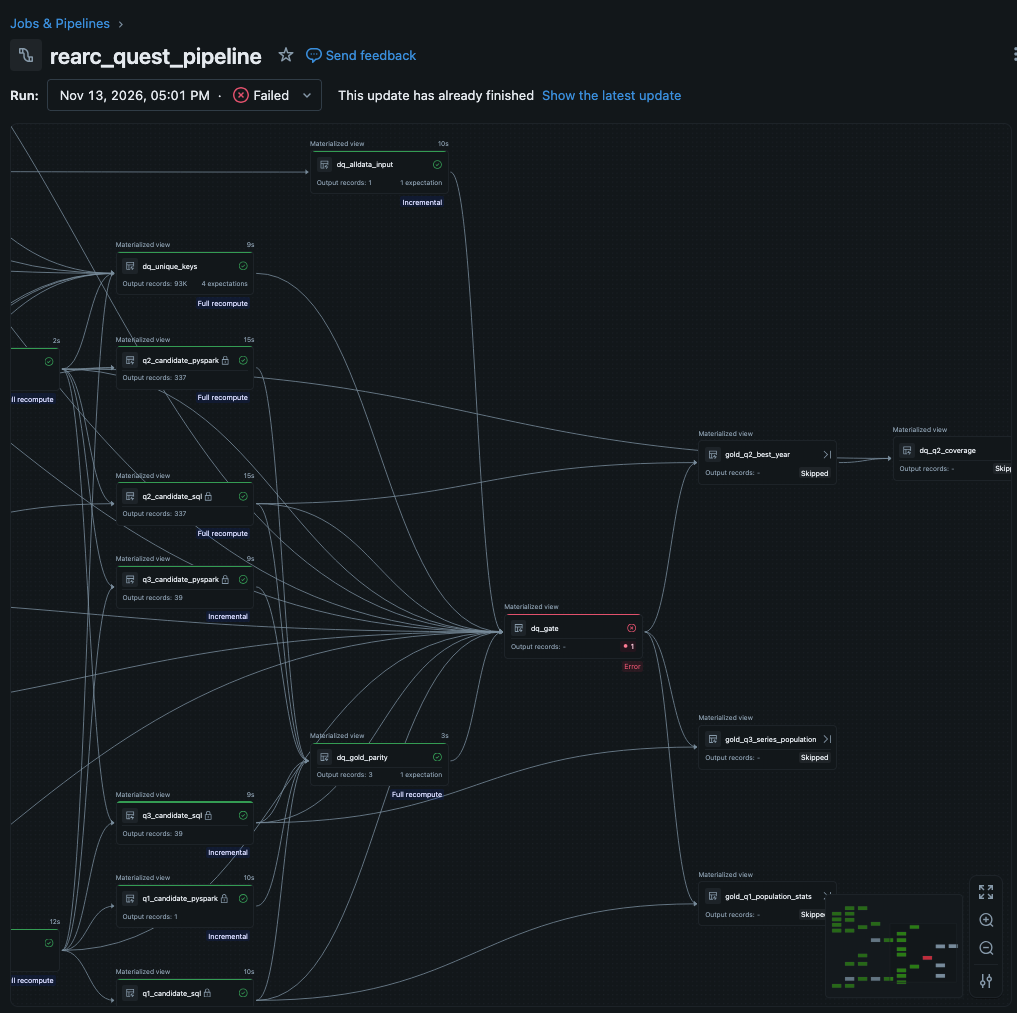 Jobs & Pipelines
rearc_quest_pipeline
Send feedback
Run: Nov 13, 2026, 05:01 PM · Failed This update has already finished Show the latest update
Materialized view 10s
dq_alldata_input
Output records: 1 1 expectation
Incremental
Materialized view 9s
dq_unique_keys
Output records: 93K 4 expectations
Full recompute
2s
ll recompute
Materialized view 15s
q2_candidate_pyspark
Output records: 337
Full recompute
Materialized view
gold_q2_best_year
Output records: -
Skipped
Materialized view
dq_q2_coverage
Output records: -
Skipp
Materialized view 15s
q2_candidate_sql
Output records: 337
Full recompute
Materialized view 9s
q3_candidate_pyspark
Output records: 39
Incremental
Materialized view
dq_gate
Output records: - 1
Error
Materialized view 3s
dq_gold_parity
Output records: 3 1 expectation
Full recompute
Materialized view
gold_q3_series_population
Output records: -
Skipped
Materialized view 9s
q3_candidate_sql
Output records: 39
Incremental
Materialized view 10s
q1_candidate_pyspark
Output records: 1
Incremental
Materialized view
gold_q1_population_stats
Output records: -
Skipped
12s
ll recompute
Materialized view 10s
q1_candidate_sql